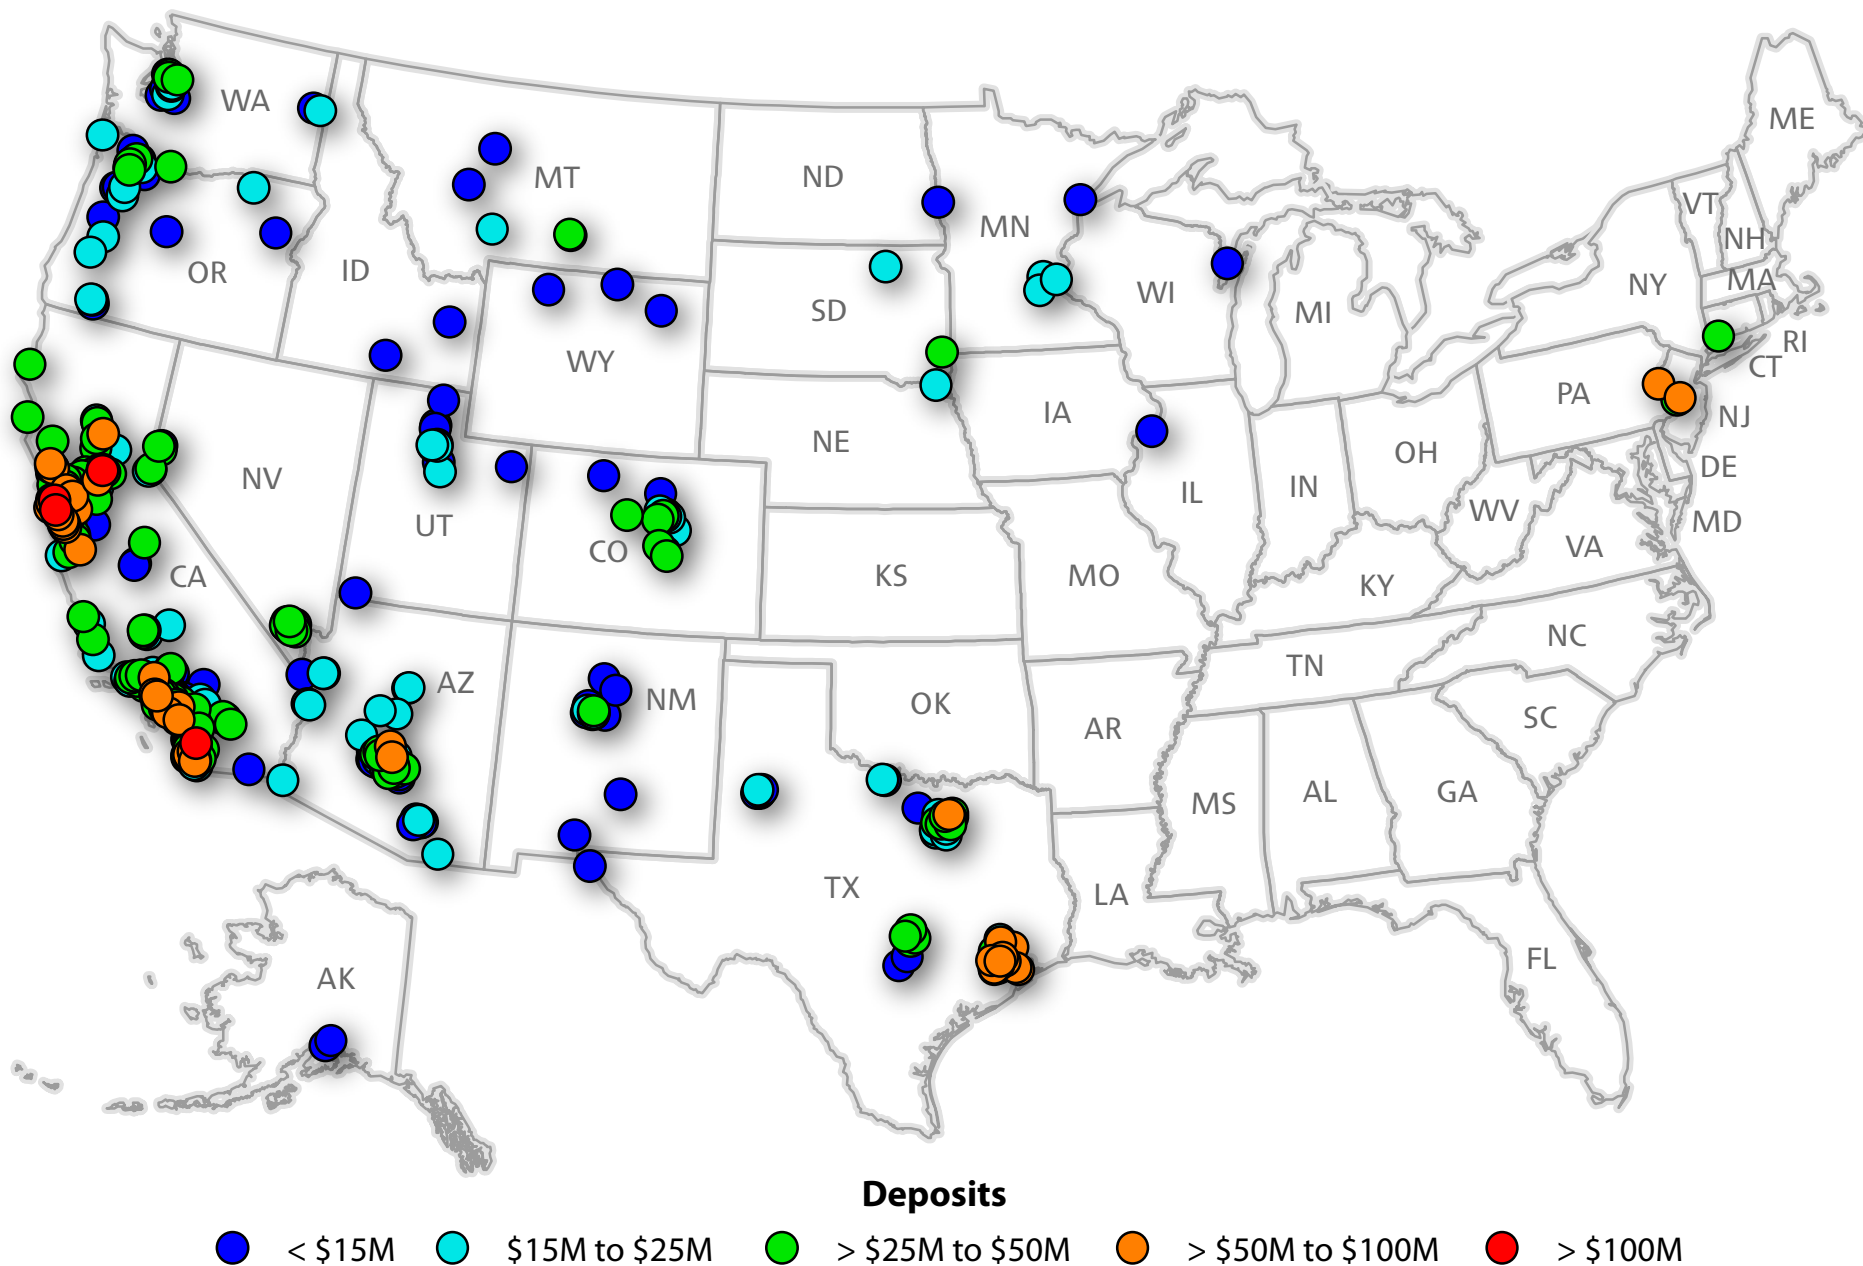 WA
ME
MT
ND
VT
MN
NH
OR
ID
MA
SD
WI
NY
MI
RI
WY
CT
PA
IA
NJ
NE
OH
DE
NV
IL
IN
WV
MD
UT
CO
VA
CA
KS
MO
KY
NC
TN
AZ
NM
OK
SC
AR
MS
AL
GA
TX
LA
FL
AK
Deposits
< $15M $15M to $25M > $25M to $50M > $50M to $100M > $100M